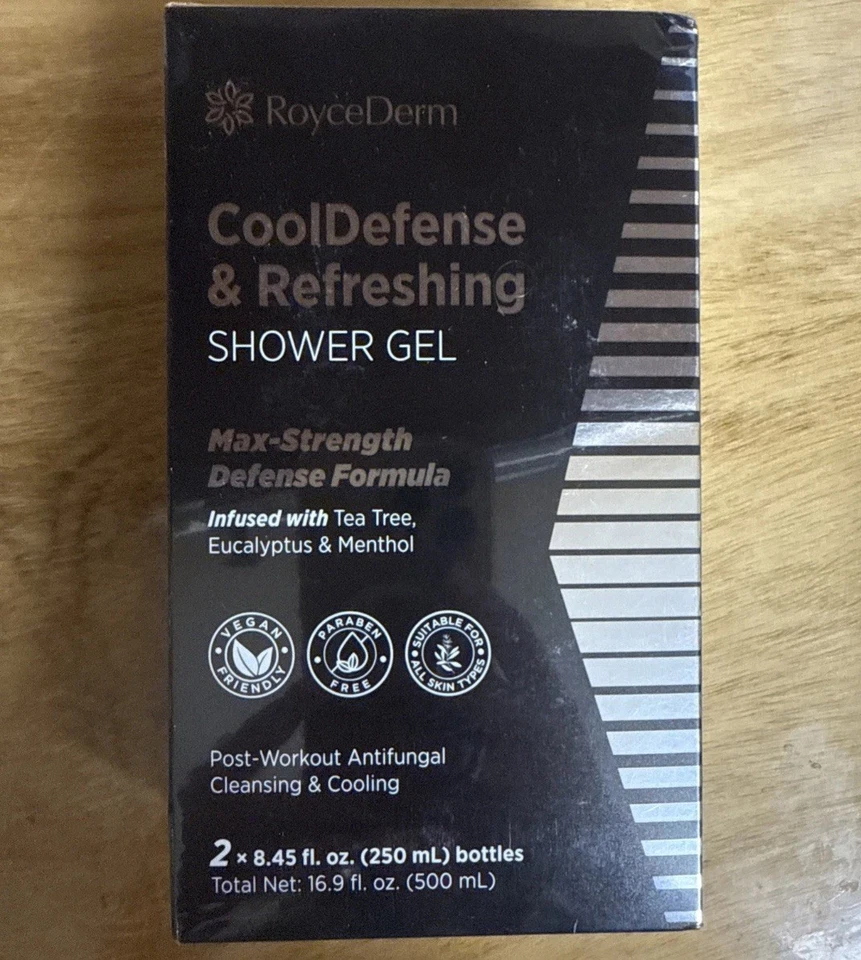 RoyceDerm
CoolDefense
& Refreshing
SHOWER GEL
Max-Strength
Defense Formula
Infused with Tea Tree,
Eucalyptus & Menthol
VEGAN FRIENDLY
PARABEN FREE
SUITABLE FOR ALL SKIN TYPES
Post-Workout Antifungal
Cleansing & Cooling
2 × 8.45 fl. oz. (250 mL) bottles
Total Net: 16.9 fl. oz. (500 mL)